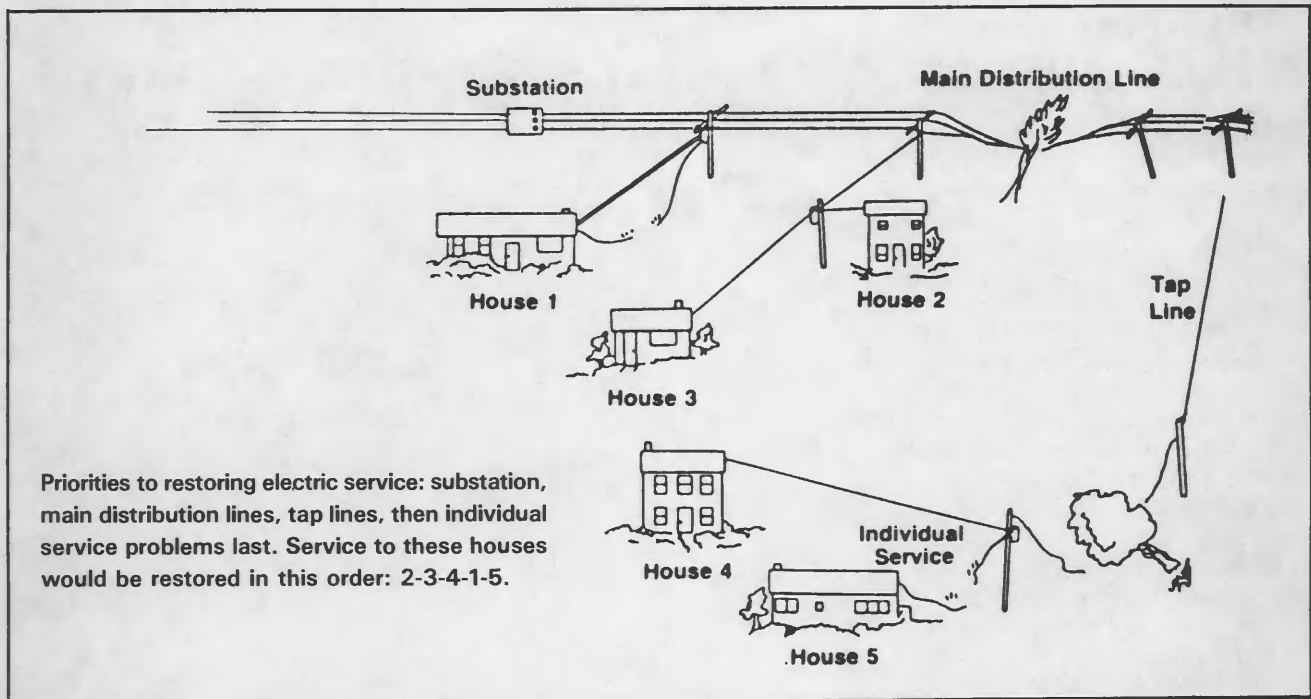 Substation
Main Distribution Line
House 1
House 2
Tap
Line
House 3
Priorities to restoring electric service: substation,
main distribution lines, tap lines, then individual
service problems last. Service to these houses
would be restored in this order: 2-3-4-1-5.
House 4
Individual
Service
.House 5